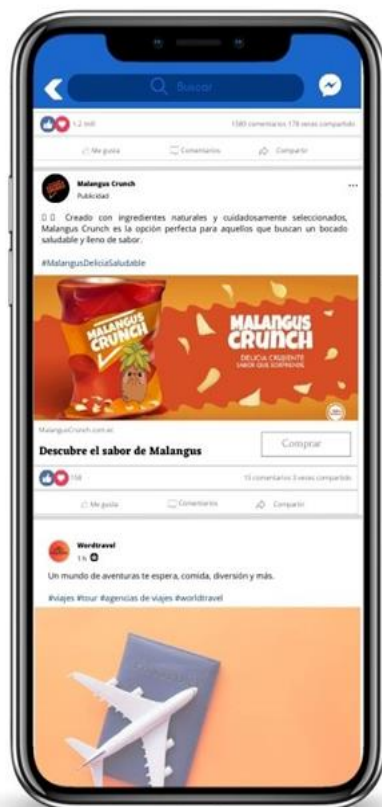 Buscar
1.2 mill 1580 comentarios 178 veces compartido
Me gusta Comentarios Compartir
Malangus Crunch
Publicidad
Creado con ingredientes naturales y cuidadosamente seleccionados,
Malangus Crunch es la opción perfecta para aquellos que buscan un bocado
saludable y lleno de sabor.
#MalangusDeliciaSaludable
MALANGUS
CRUNCH
MALANGUS
CRUNCH
DELICIA CRUJIENTE
SABOR QUE SORPRENDE
MalangusCrunch.com.ec
Descubre el sabor de Malangus
Comprar
158 15 comentarios 3 veces compartido
Me gusta Comentarios Compartir
Wordtravel
1 h
Un mundo de aventuras te espera, comida, diversión y más.
#viajes #tour #agencias de viajes #worldtravel